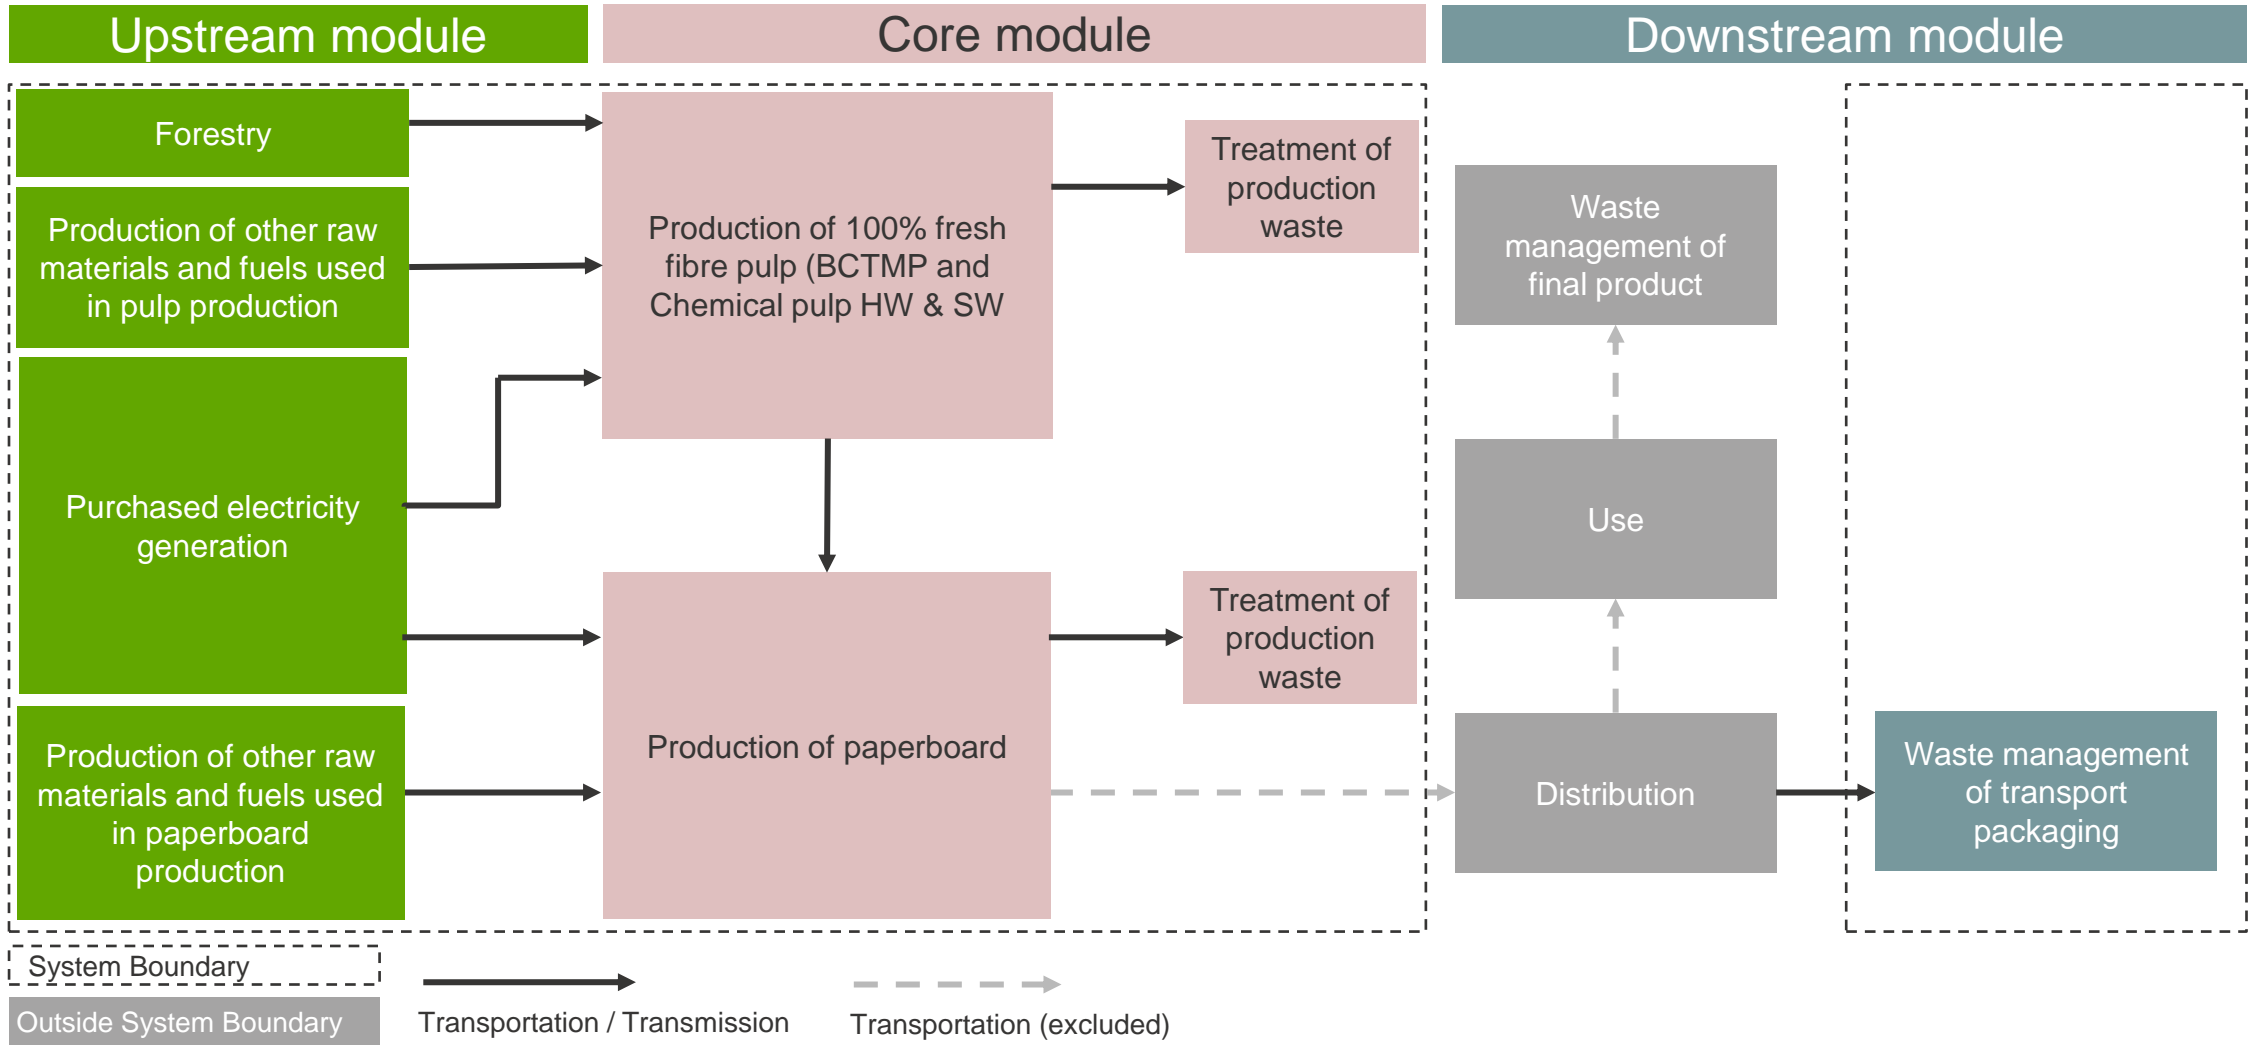 Upstream module
Core module
Downstream module
Forestry
Production of other raw
materials and fuels used
in pulp production
Purchased electricity
generation
Production of other raw
materials and fuels used
in paperboard
production
Production of 100% fresh
fibre pulp (BCTMP and
Chemical pulp HW & SW
Treatment of
production
waste
Production of paperboard
Treatment of
production
waste
Waste
management of
final product
Use
Distribution
Waste management
of transport
packaging
System Boundary
Outside System Boundary
Transportation / Transmission
Transportation (excluded)